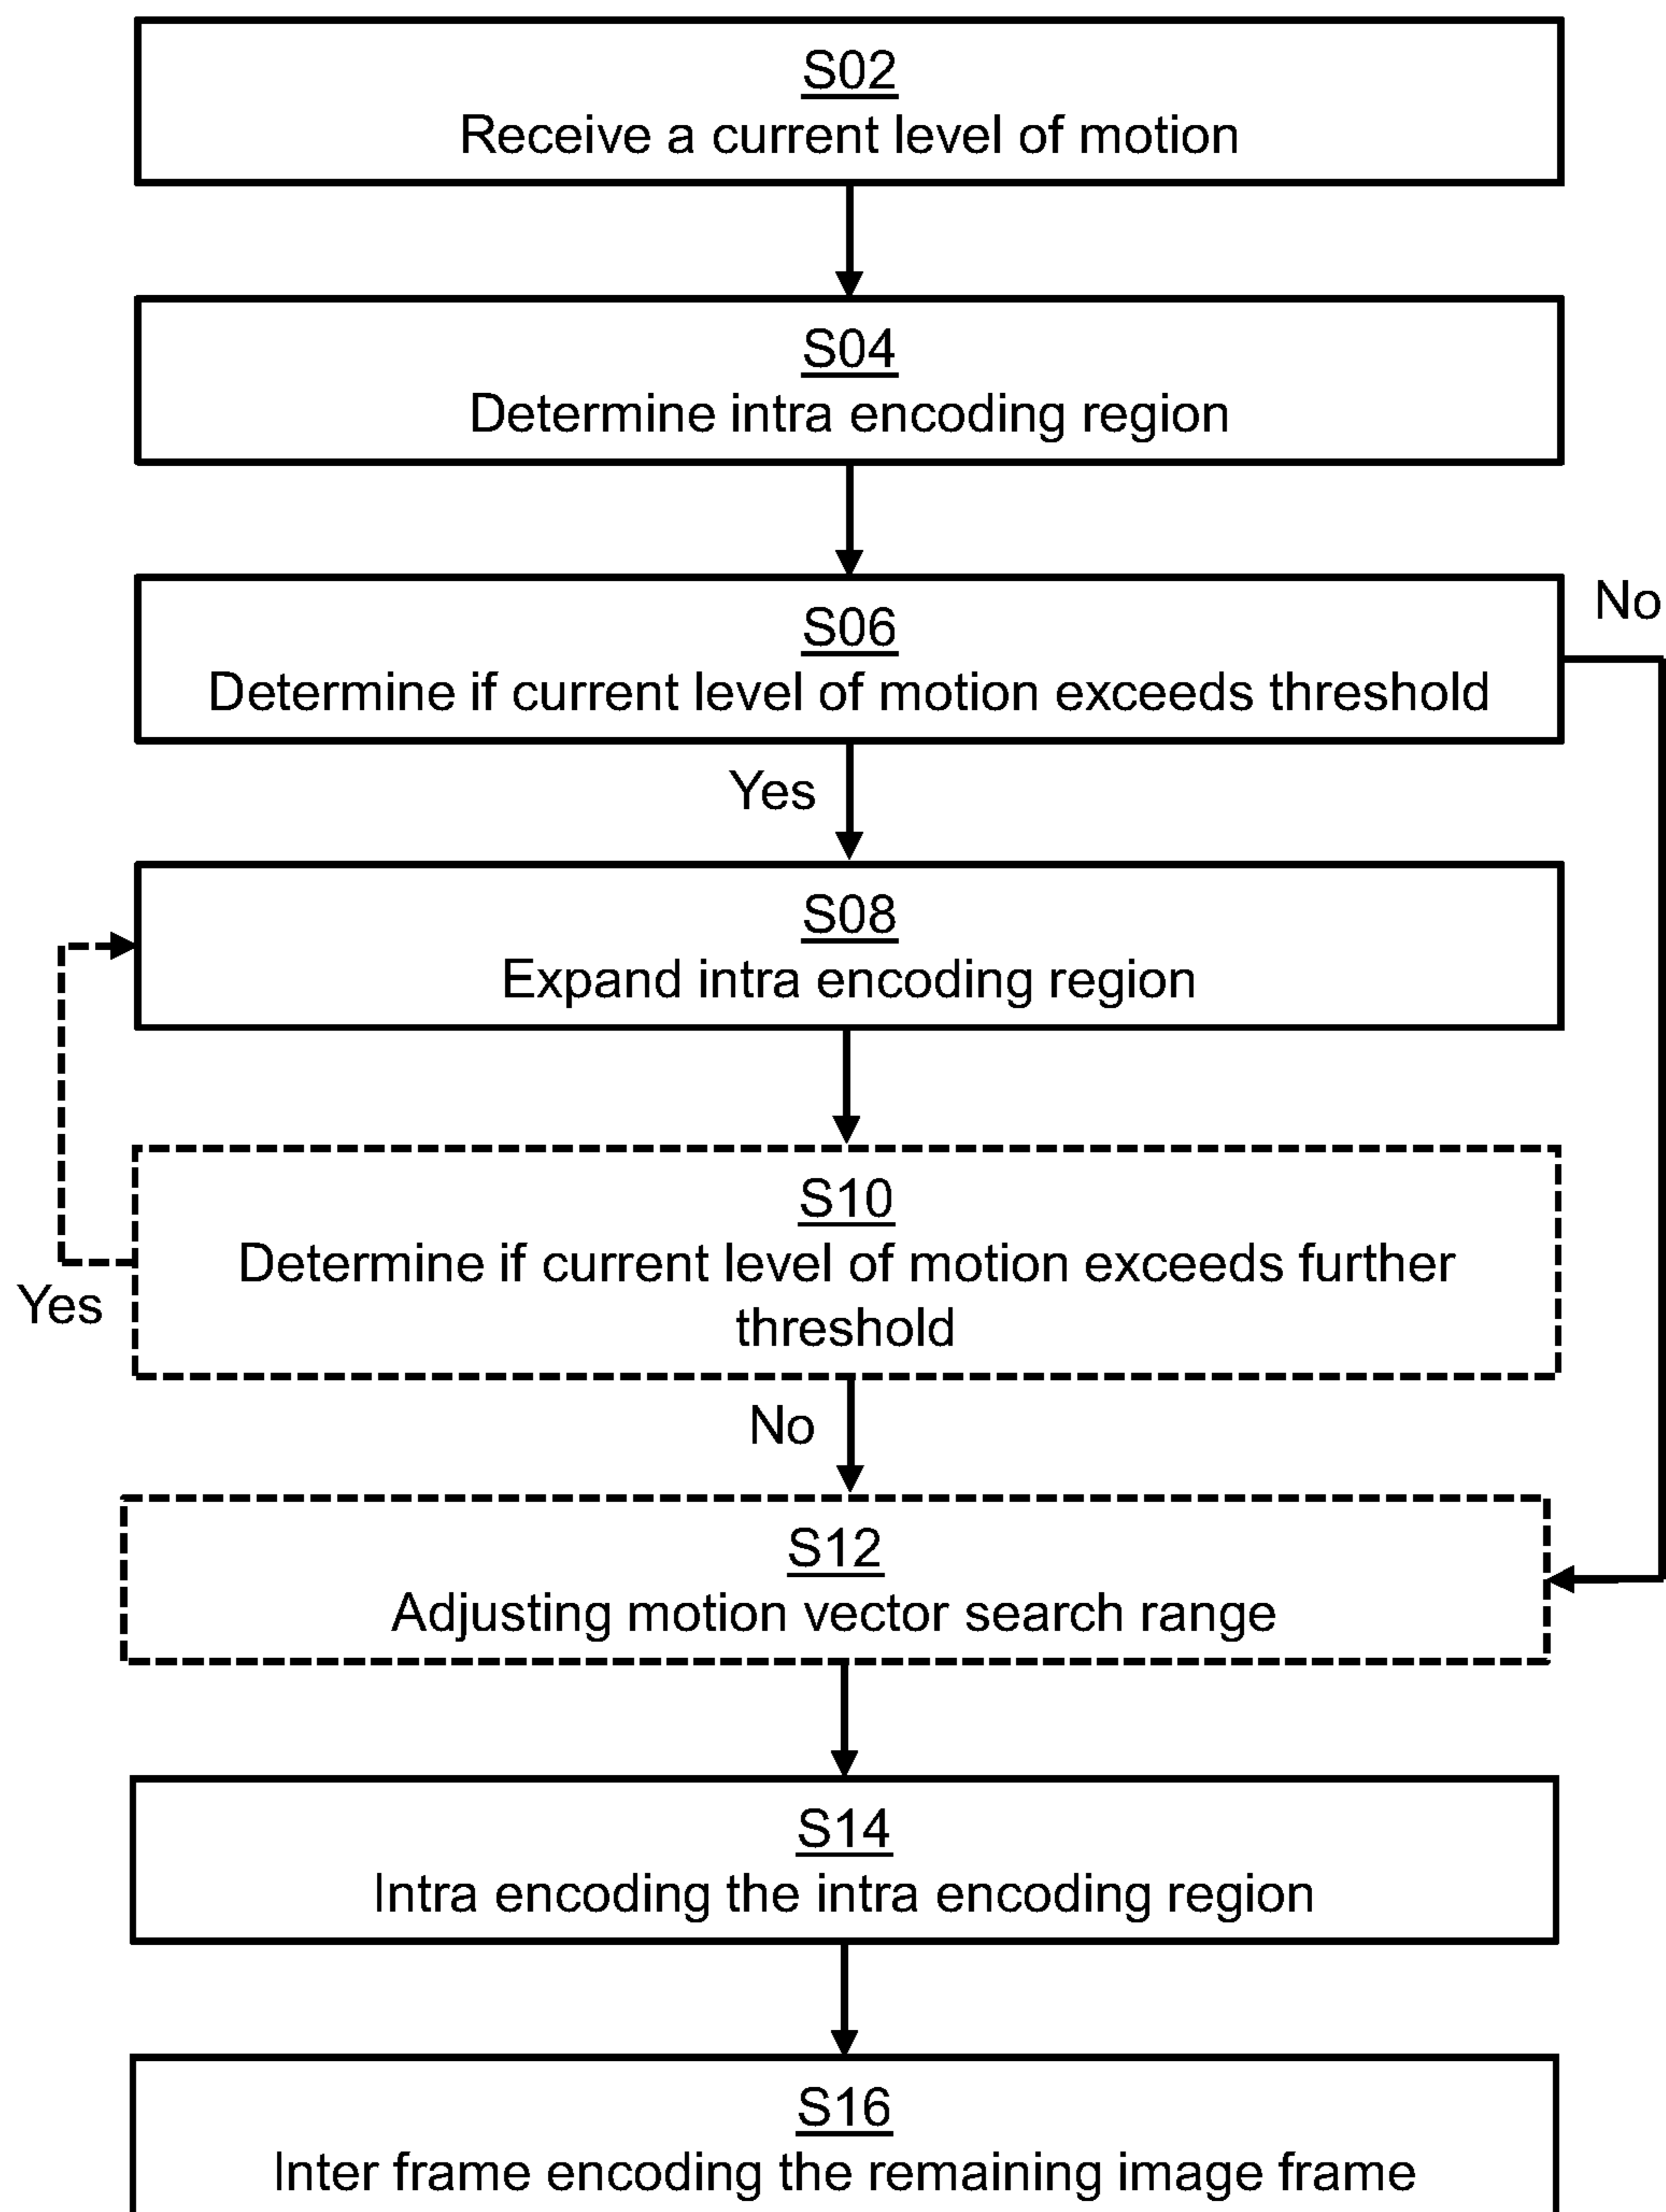 S02
Receive a current level of motion
S04
Determine intra encoding region
No
S06
Determine if current level of motion exceeds threshold
Yes
S08
Expand intra encoding region
S10
Determine if current level of motion exceeds further
threshold
Yes
No
S12
Adjusting motion vector search range
S14
Intra encoding the intra encoding region
S16
Inter frame encoding the remaining image frame